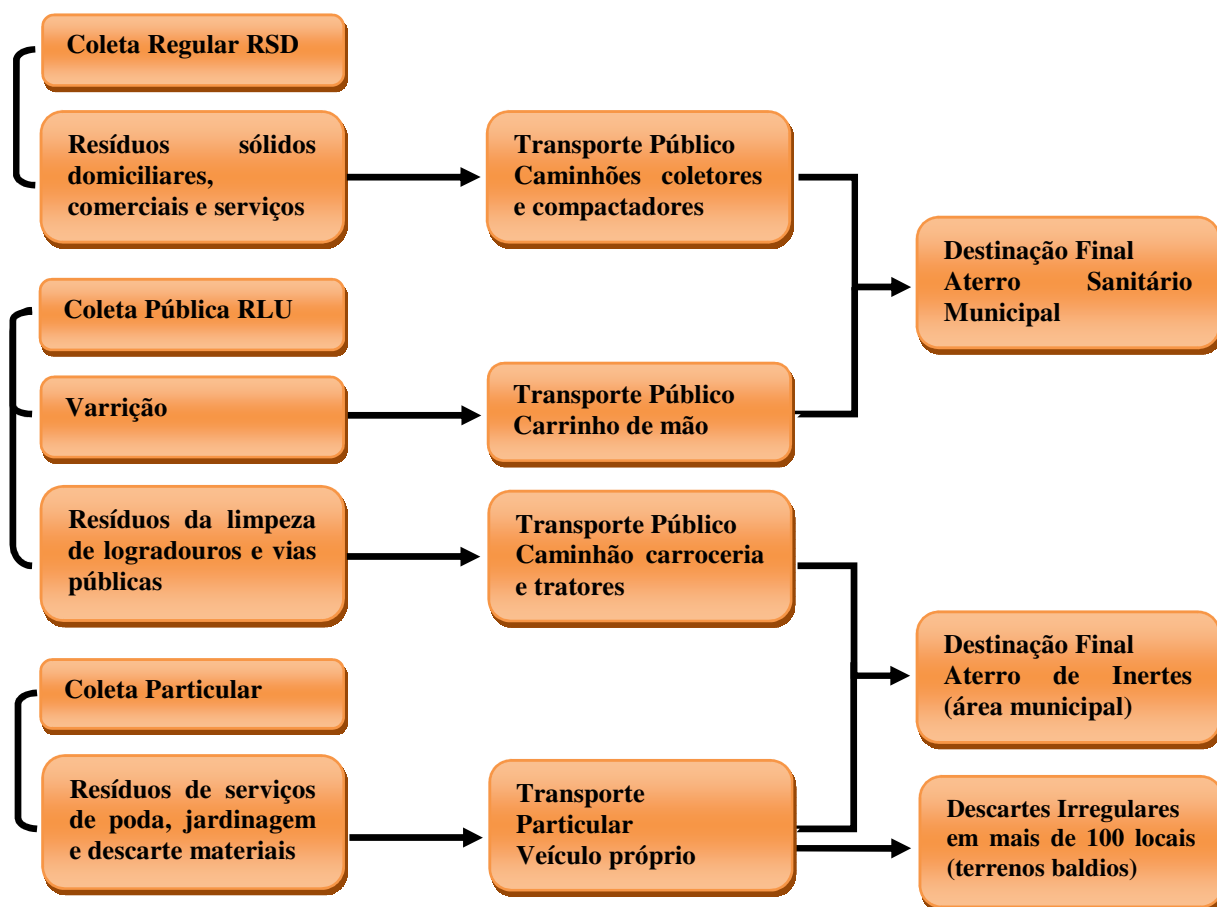 Coleta Regular RSD
Resíduos sólidos
domiciliares,
comerciais e serviços
Transporte Público
Caminhões coletores
e compactadores
Destinação Final
Aterro Sanitário
Municipal
Coleta Pública RLU
Varrição
Transporte Público
Carrinho de mão
Resíduos da limpeza
de logradouros e vias
públicas
Transporte Público
Caminhão carroceria
e tratores
Destinação Final
Aterro de Inertes
(área municipal)
Coleta Particular
Resíduos de serviços
de poda, jardinagem
e descarte materiais
Transporte
Particular
Veículo próprio
Descartes Irregulares
em mais de 100 locais
(terrenos baldios)